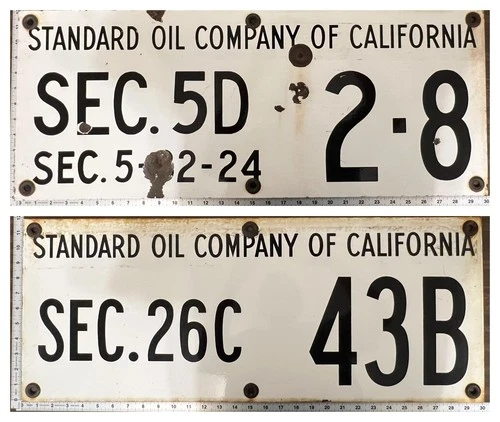 STANDARD OIL COMPANY OF CALIFORNIA
SEC. 5D 2-8
SEC. 5- 2-24
STANDARD OIL COMPANY OF CALIFORNIA
SEC. 26C 43B